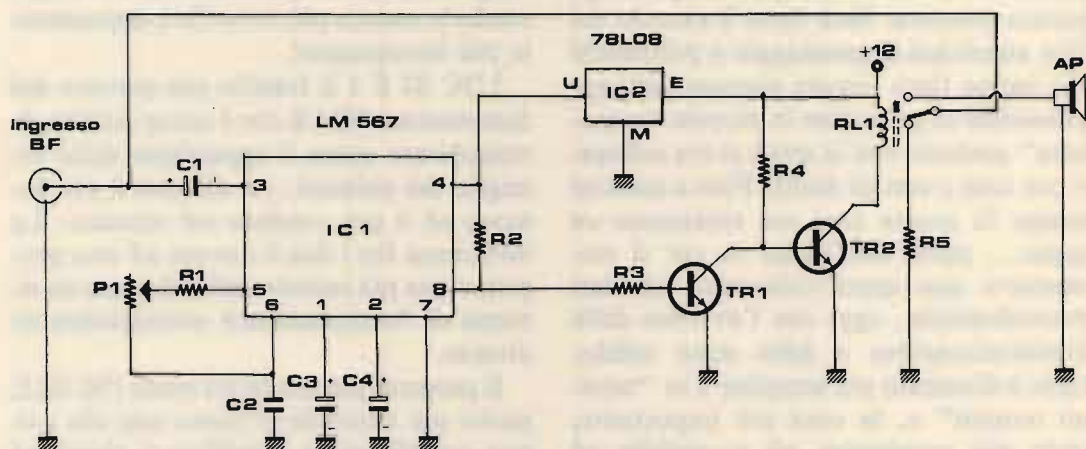 78L08
+12
AP
ingresso
BF
LM 567
U
IC2
E
M
RL1
C1
3
4
R4
R2
IC1
P1
R1
5
8
R3
TR1
TR2
R5
6
1
2
7
C2
C3
+
C4
+